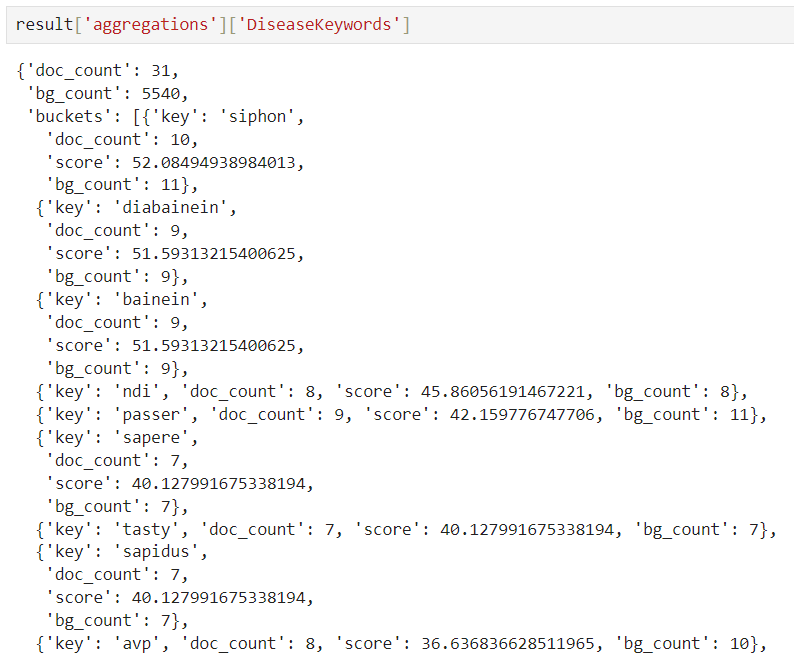 result['aggregations']['DiseaseKeywords']
{'doc_count': 31,
 'bg_count': 5540,
 'buckets': [{'key': 'siphon',
   'doc_count': 10,
   'score': 52.08494938984013,
   'bg_count': 11},
  {'key': 'diabainein',
   'doc_count': 9,
   'score': 51.59313215400625,
   'bg_count': 9},
  {'key': 'bainein',
   'doc_count': 9,
   'score': 51.59313215400625,
   'bg_count': 9},
  {'key': 'ndi', 'doc_count': 8, 'score': 45.86056191467221, 'bg_count': 8},
  {'key': 'passer', 'doc_count': 9, 'score': 42.159776747706, 'bg_count': 11},
  {'key': 'sapere',
   'doc_count': 7,
   'score': 40.127991675338194,
   'bg_count': 7},
  {'key': 'tasty', 'doc_count': 7, 'score': 40.127991675338194, 'bg_count': 7},
  {'key': 'sapidus',
   'doc_count': 7,
   'score': 40.127991675338194,
   'bg_count': 7},
  {'key': 'avp', 'doc_count': 8, 'score': 36.636836628511965, 'bg_count': 10},